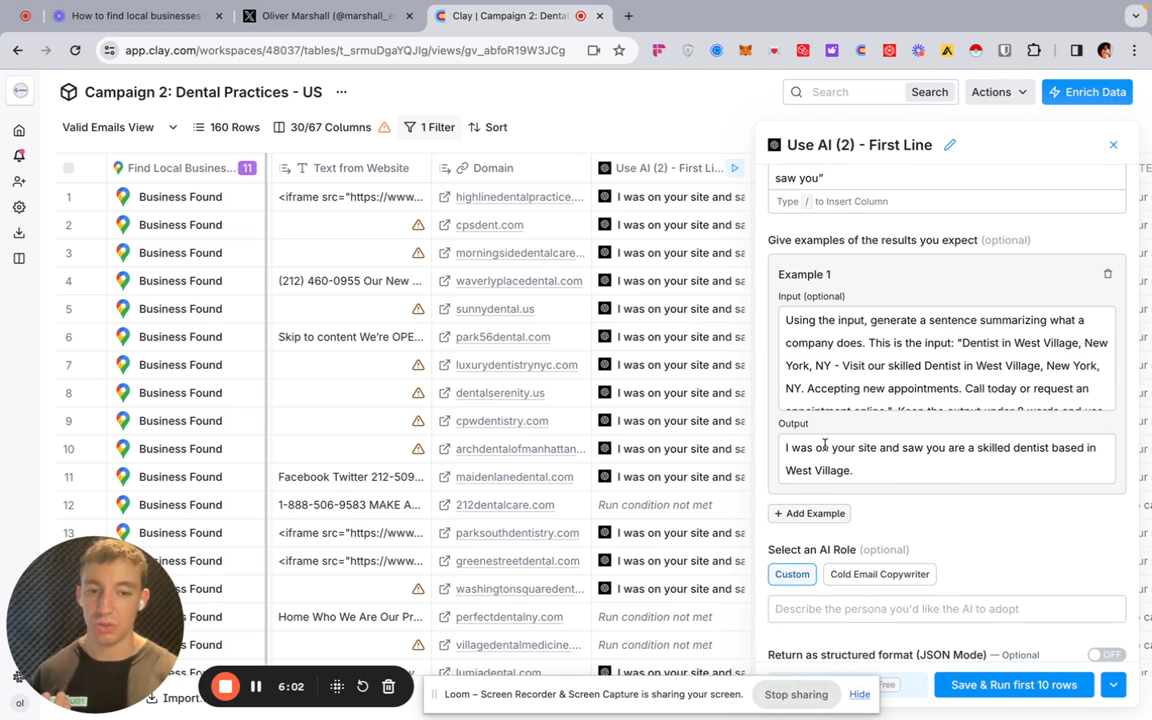 How to find local businesses
Oliver Marshall (@marshall_e
Clay | Campaign 2: Denta
app.clay.com/workspaces/48037/tables/t_srmuDgaYQJIg/views/gv_abfoR19W3JCg
Campaign 2: Dental Practices - US
Search
Search
Actions
Enrich Data
Valid Emails View
160 Rows
30/67 Columns
1 Filter
Sort
Find Local Busines... 11
Text from Website
Domain
Use AI (2) - First Li...
1 Business Found <iframe src="https://www... highlinedentalpractice.... I was on your site and sa
2 Business Found cpsdent.com I was on your site and sa
3 Business Found morningsidedentalcare... I was on your site and sa
4 Business Found (212) 460-0955 Our New ... waverlyplacedental.com I was on your site and sa
5 Business Found sunnydental.us I was on your site and sa
6 Business Found Skip to content We're OPE... park56dental.com I was on your site and sa
7 Business Found luxurydentistrynyc.com I was on your site and sa
8 Business Found dentalserenity.us I was on your site and sa
9 Business Found cpwdentistry.com I was on your site and sa
10 Business Found archdentalofmanhattan... I was on your site and sa
11 Business Found Facebook Twitter 212-509... maidenlanedental.com I was on your site and sa
12 Business Found 1-888-506-9583 MAKE A... 212dentalcare.com Run condition not met
13 Business Found <iframe src="https://www... parksouthdentistry.com I was on your site and sa
Business Found <iframe src="https://www... greenestreetdental.com I was on your site and sa
Business Found washingtonsquaredent... I was on your site and sa
Business Found Home Who We Are Our Pr... perfectdentalny.com Run condition not met
Business Found villagedentalmedicine.... Run condition not met
lumiadental.com
Import
Use AI (2) - First Line
saw you"
Type / to Insert Column
Give examples of the results you expect (optional)
Example 1
Input (optional)
Using the input, generate a sentence summarizing what a
company does. This is the input: "Dentist in West Village, New
York, NY - Visit our skilled Dentist in West Village, New York,
NY. Accepting new appointments. Call today or request an
Output
I was on your site and saw you are a skilled dentist based in
West Village.
+ Add Example
Select an AI Role (optional)
Custom
Cold Email Copywriter
Describe the persona you'd like the AI to adopt
Return as structured format (JSON Mode) — Optional
OFF
Free
Save & Run first 10 rows
6:02
Loom – Screen Recorder & Screen Capture is sharing your screen.
Stop sharing
Hide
ol